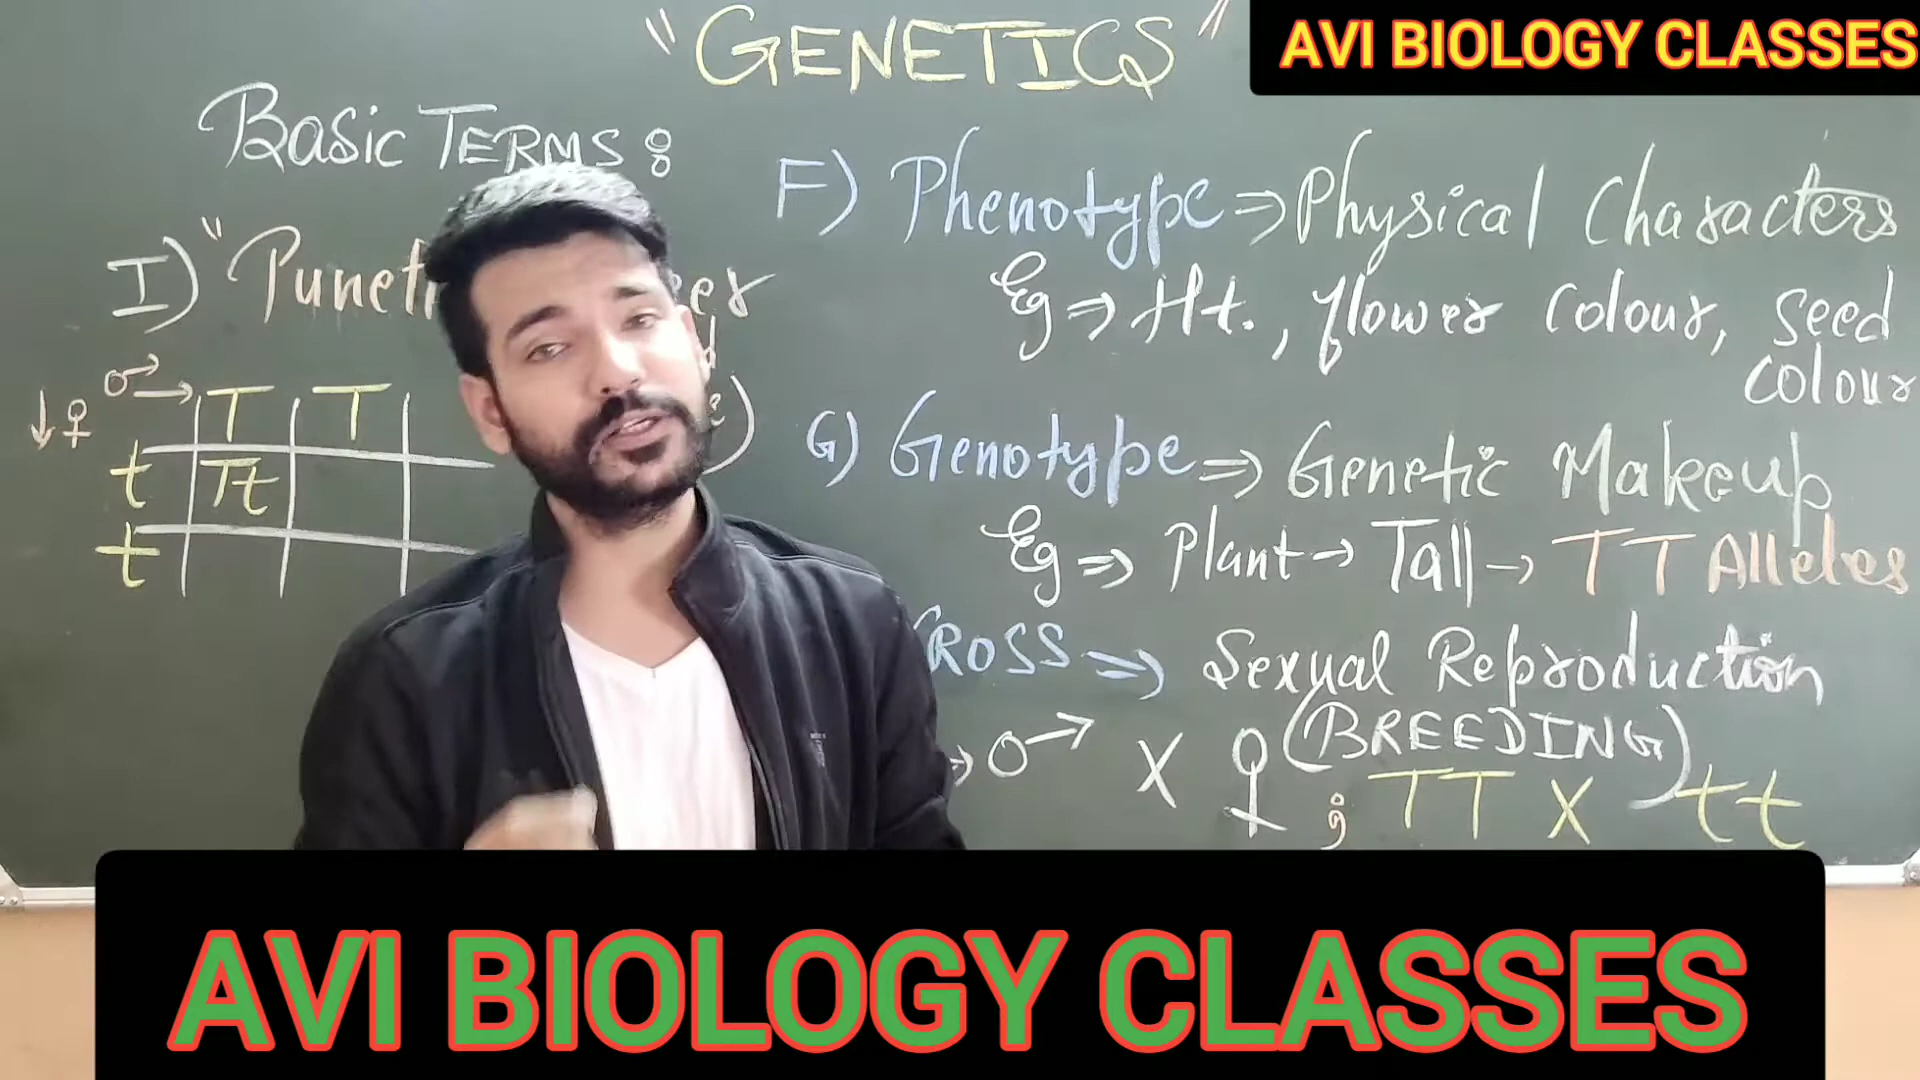 "GENETICS"
AVI BIOLOGY CLASSES
Basic TERMS :
I) "
T T
t Tt
t
F) Phenotype ⇒ Physical Characters
Eg ⇒ Ht., flower colour, seed
colour
G) Genotype ⇒ Genetic Makeup
Eg ⇒ Plant → Tall → TT Alleles
ROSS ⇒ Sexual Reproduction
(BREEDING)
♂ X ♀ ; TT X tt
AVI BIOLOGY CLASSES